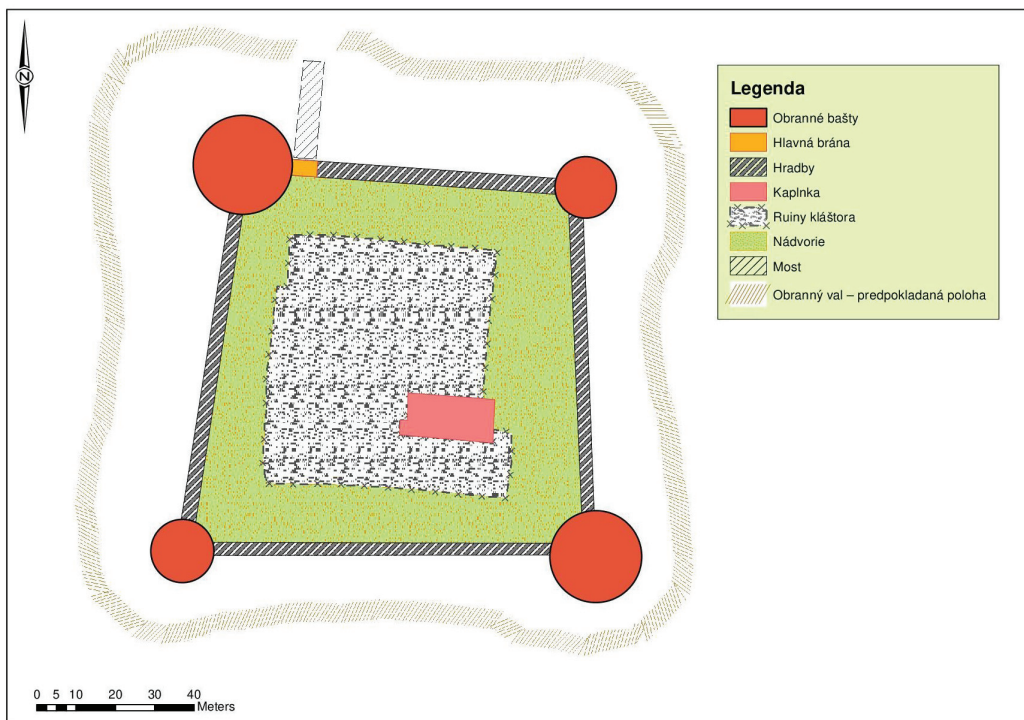 N
Legenda
Obranné bašty
Hlavná brána
Hradby
Kaplnka
Ruiny kláštora
Nádvorie
Most
Obranný val – predpokladaná poloha
0 5 10 20 30 40
Meters